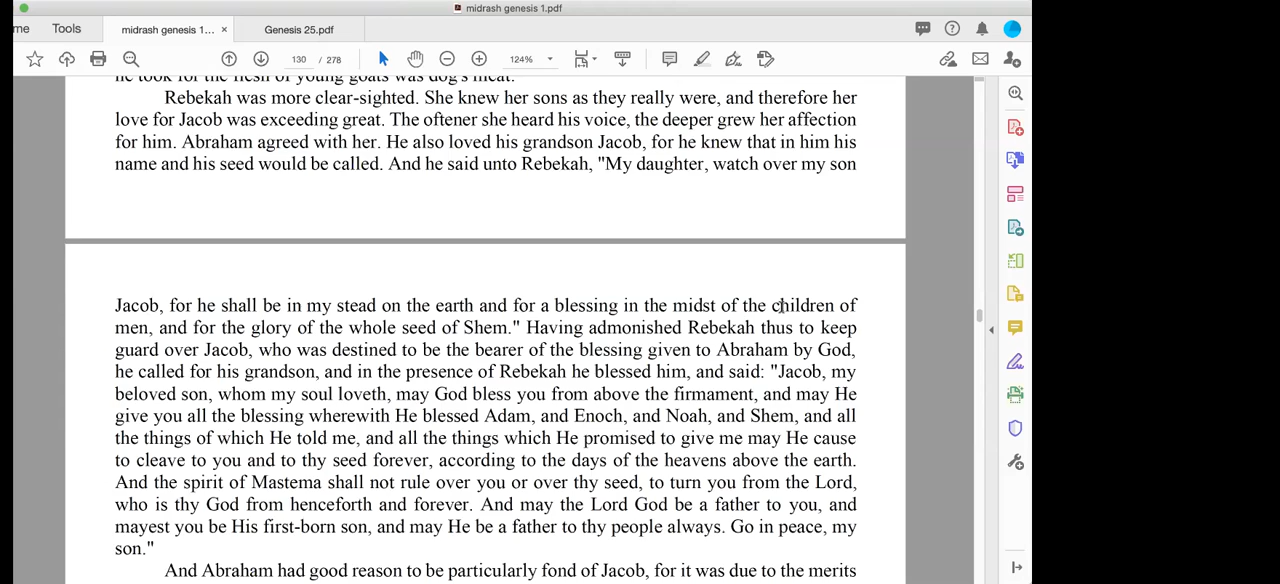 midrash genesis 1.pdf
me Tools midrash genesis 1... × Genesis 25.pdf
130 / 278 124%
he took for the flesh of young goats was dog's meat.
Rebekah was more clear-sighted. She knew her sons as they really were, and therefore her
love for Jacob was exceeding great. The oftener she heard his voice, the deeper grew her affection
for him. Abraham agreed with her. He also loved his grandson Jacob, for he knew that in him his
name and his seed would be called. And he said unto Rebekah, "My daughter, watch over my son
Jacob, for he shall be in my stead on the earth and for a blessing in the midst of the children of
men, and for the glory of the whole seed of Shem." Having admonished Rebekah thus to keep
guard over Jacob, who was destined to be the bearer of the blessing given to Abraham by God,
he called for his grandson, and in the presence of Rebekah he blessed him, and said: "Jacob, my
beloved son, whom my soul loveth, may God bless you from above the firmament, and may He
give you all the blessing wherewith He blessed Adam, and Enoch, and Noah, and Shem, and all
the things of which He told me, and all the things which He promised to give me may He cause
to cleave to you and to thy seed forever, according to the days of the heavens above the earth.
And the spirit of Mastema shall not rule over you or over thy seed, to turn you from the Lord,
who is thy God from henceforth and forever. And may the Lord God be a father to you, and
mayest you be His first-born son, and may He be a father to thy people always. Go in peace, my
son."
And Abraham had good reason to be particularly fond of Jacob, for it was due to the merits